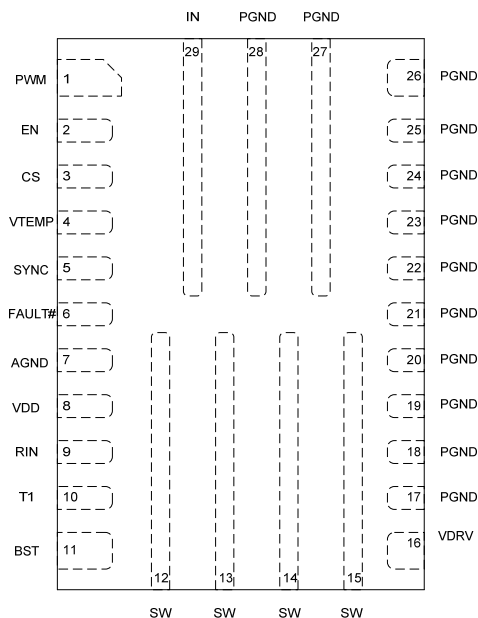 IN PGND PGND
29 28 27
PWM 1 26 PGND
EN 2 25 PGND
CS 3 24 PGND
VTEMP 4 23 PGND
SYNC 5 22 PGND
FAULT# 6 21 PGND
AGND 7 20 PGND
VDD 8 19 PGND
RIN 9 18 PGND
T1 10 17 PGND
BST 11 16 VDRV
12 13 14 15
SW SW SW SW